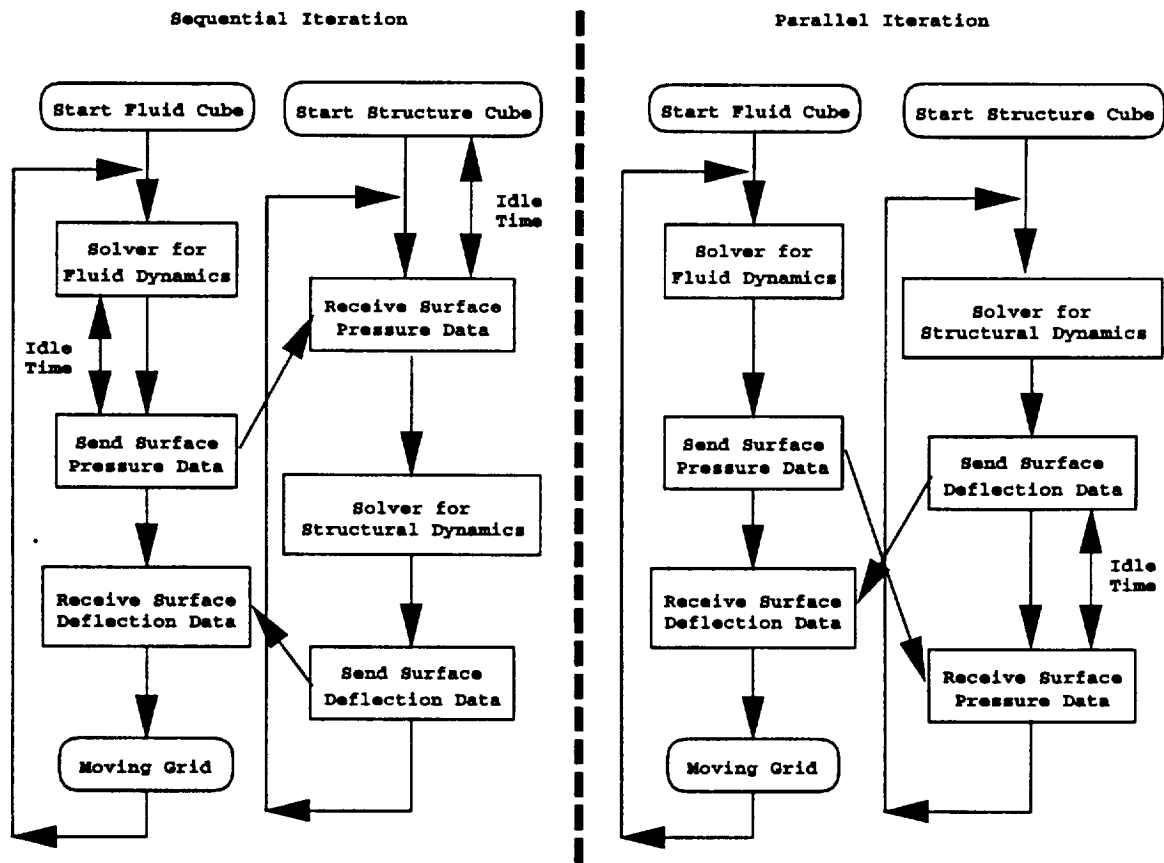 Sequential Iteration
Start Fluid Cube
Start Structure Cube
Idle
Time
Solver for
Fluid Dynamics
Receive Surface
Pressure Data
Idle
Time
Send Surface
Pressure Data
Solver for
Structural Dynamics
Receive Surface
Deflection Data
Send Surface
Deflection Data
Moving Grid
Parallel Iteration
Start Fluid Cube
Start Structure Cube
Solver for
Fluid Dynamics
Solver for
Structural Dynamics
Send Surface
Pressure Data
Send Surface
Deflection Data
Idle
Time
Receive Surface
Deflection Data
Receive Surface
Pressure Data
Moving Grid